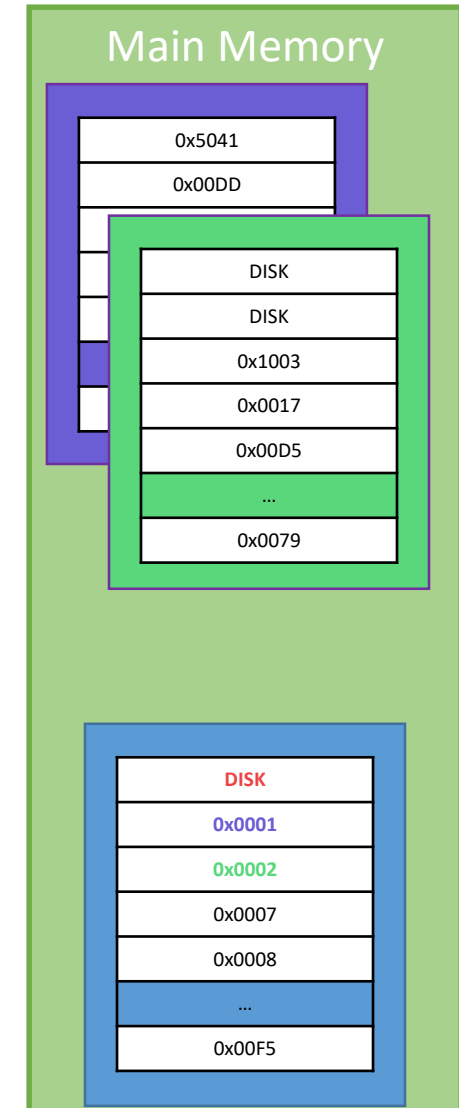 Main Memory
0x5041
0x00DD
DISK
DISK
0x1003
0x0017
0x00D5
...
0x0079
DISK
0x0001
0x0002
0x0007
0x0008
...
0x00F5